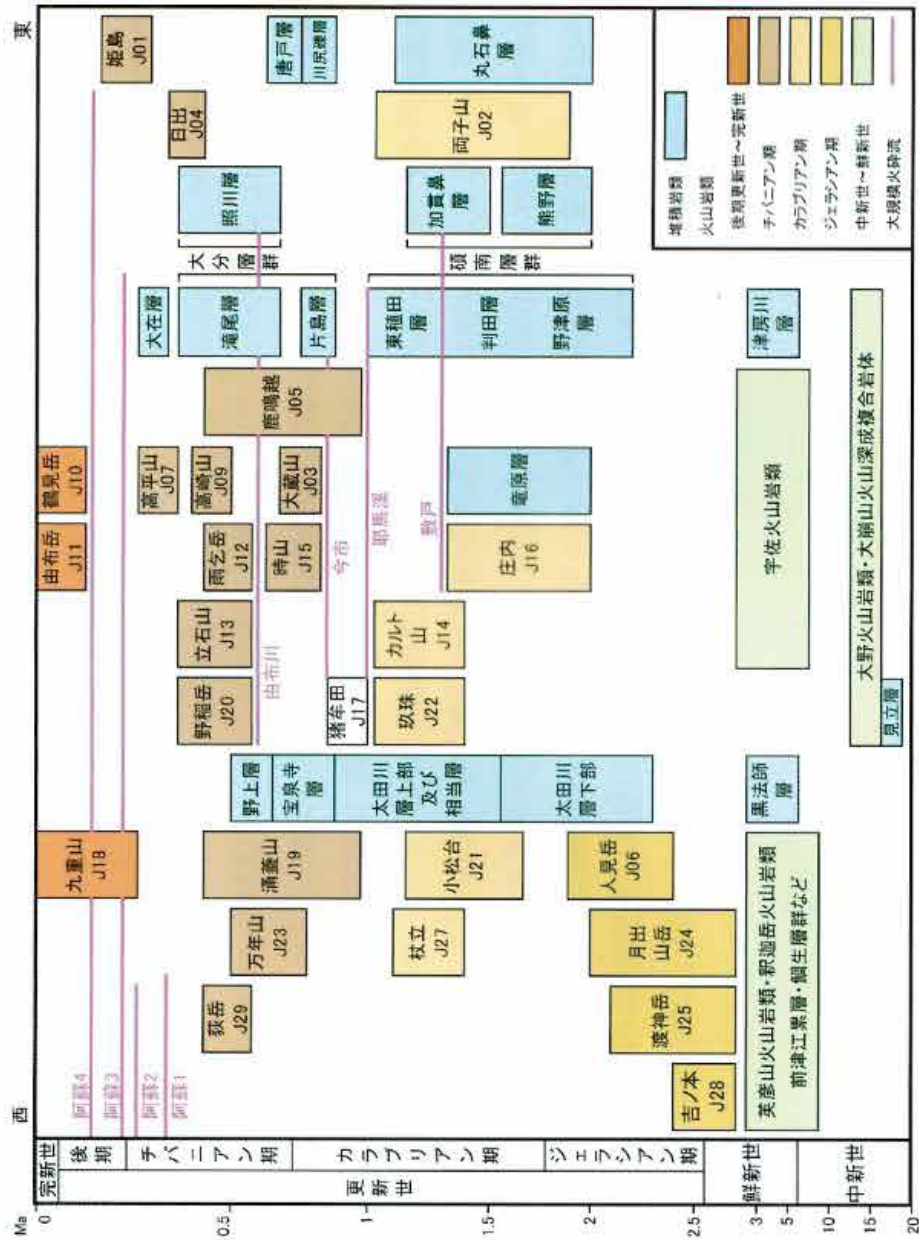 Ma
西
東
0
0.5
1
1.5
2
2.5
3
5
10
15
20
完新世
更新世
鮮新世
中新世
後期
チバニアン期
カラブリアン期
ジェラシアン期
阿蘇4
阿蘇3
阿蘇2
阿蘇1
吉ノ本
J28
荻岳
J29
渡神岳
J25
万年山
J23
杖立
J27
月出
山岳
J24
九重山
J18
涌蓋山
J19
小松台
J21
人見岳
J06
英彦山火山岩類・釈迦岳火山岩類
前津江累層・鯛生層群など
野上層
宝泉寺
層
太田川
層上部
及び
相当層
太田川
層下部
黒法師
層
野稲岳
J20
猪牟田
J17
玖珠
J22
立石山
J13
カルト
山
J14
由布川
今市
耶馬溪
敷戸
由布岳
J11
雨乞岳
J12
時山
J15
庄内
J16
鶴見岳
J10
高平山
J07
高崎山
J09
大蔵山
J03
竜原層
鹿鳴越
J05
宇佐火山岩類
大野火山岩類・大崩山火山深成複合岩体
見立層
大在層
滝尾層
片島層
東稙田
層
判田層
野津原
層
津房川
層
大分層群
碩南層群
照川層
加貫鼻
層
熊野層
日出
J04
両子山
J02
姫島
J01
唐戸層
川尻礫層
丸石鼻
層
堆積岩類
火山岩類
後期更新世～完新世
チバニアン期
カラブリアン期
ジェラシアン期
中新世～鮮新世
大規模火砕流